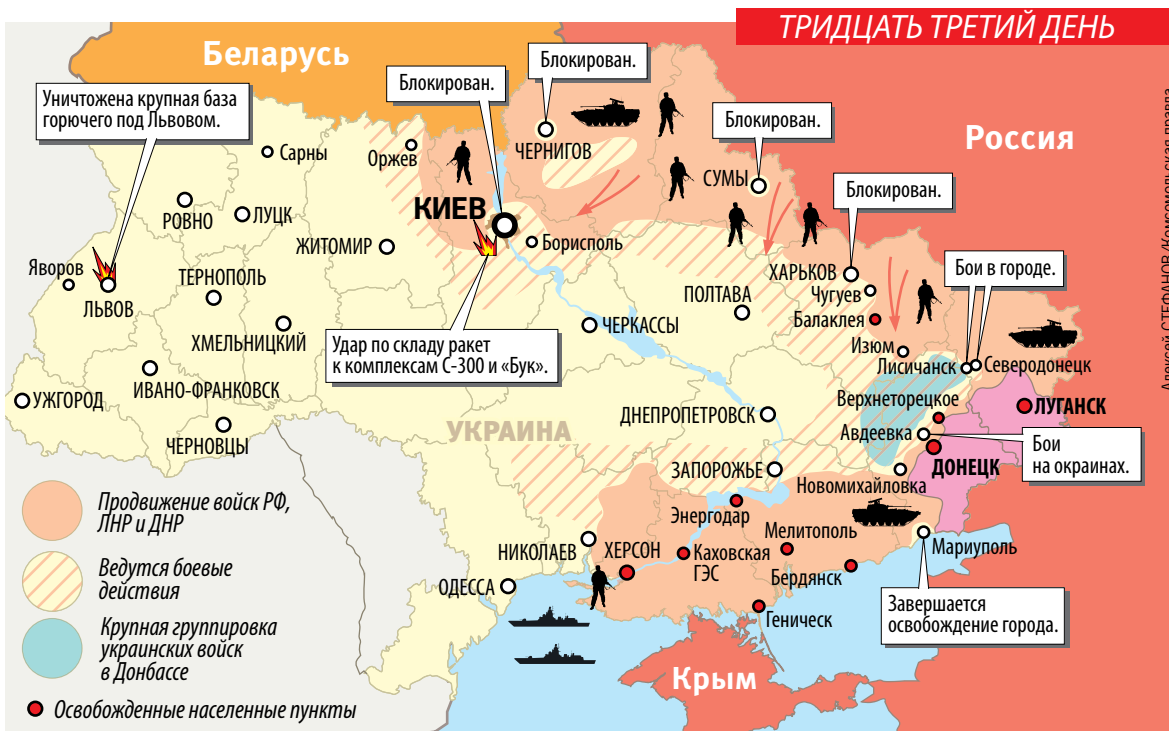 ТРИДЦАТЬ ТРЕТИЙ ДЕНЬ
Беларусь
Россия
Блокирован.
Блокирован.
Блокирован.
Блокирован.
Уничтожена крупная база
горючего под Львовом.
Сарны
Оржев
ЧЕРНИГОВ
СУМЫ
РОВНО
ЛУЦК
КИЕВ
ЖИТОМИР
Борисполь
Яворов
ЛЬВОВ
ТЕРНОПОЛЬ
ХМЕЛЬНИЦКИЙ
ПОЛТАВА
ХАРЬКОВ
Чугуев
Балаклея
Бои в городе.
ЧЕРКАССЫ
Удар по складу ракет
к комплексам С-300 и «Бук».
Изюм
Лисичанск
Северодонецк
УЖГОРОД
ИВАНО-ФРАНКОВСК
ЧЕРНОВЦЫ
УКРАИНА
ДНЕПРОПЕТРОВСК
Верхнеторецкое
ЛУГАНСК
Авдеевка
Бои
на окраинах.
ДОНЕЦК
ЗАПОРОЖЬЕ
Новомихайловка
Энергодар
НИКОЛАЕВ
ХЕРСОН
Каховская
ГЭС
Мелитополь
Бердянск
Мариуполь
ОДЕССА
Геническ
Завершается
освобождение города.
Крым
Продвижение войск РФ,
ЛНР и ДНР
Ведутся боевые
действия
Крупная группировка
украинских войск
в Донбассе
Освобожденные населенные пункты
Алексей СТЕФАНОВ/Комсомольская правда